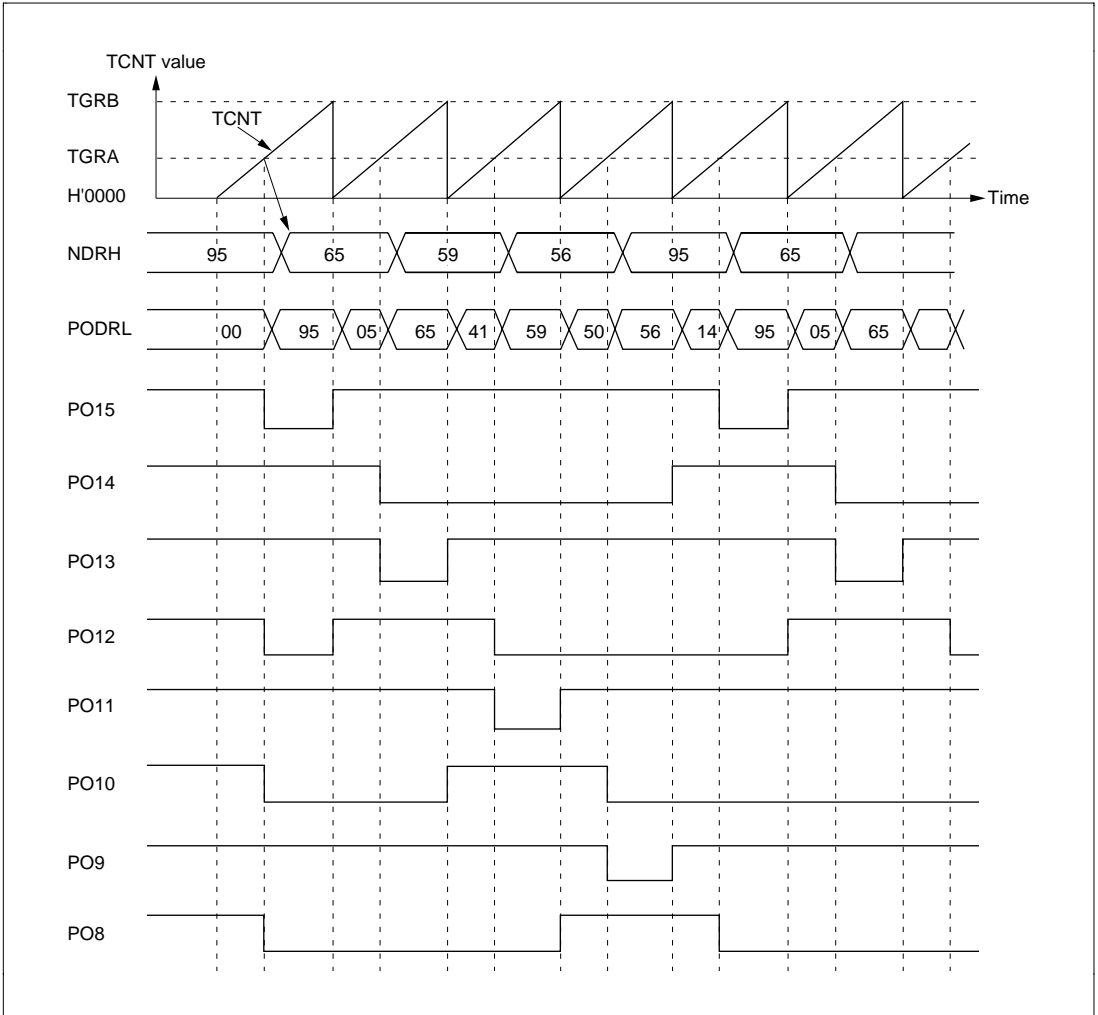 TCNT value
TGRB
TCNT
TGRA
H'0000
Time
NDRH 95 65 59 56 95 65
PODRL 00 95 05 65 41 59 50 56 14 95 05 65
PO15
PO14
PO13
PO12
PO11
PO10
PO9
PO8